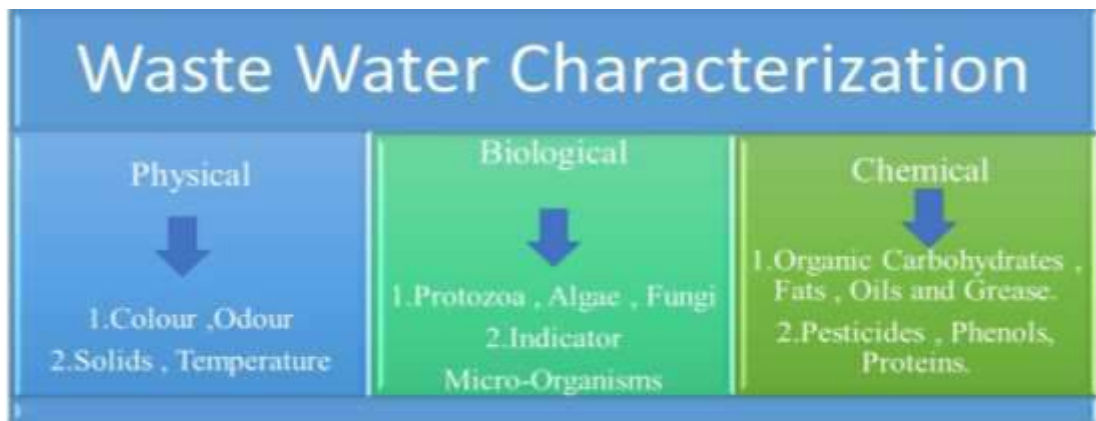 Waste Water Characterization
Physical
1.Colour ,Odour
2.Solids , Temperature
Biological
1.Protozoa , Algae , Fungi
2.Indicator
Micro-Organisms
Chemical
1.Organic Carbohydrates ,
Fats , Oils and Grease.
2.Pesticides , Phenols,
Proteins.